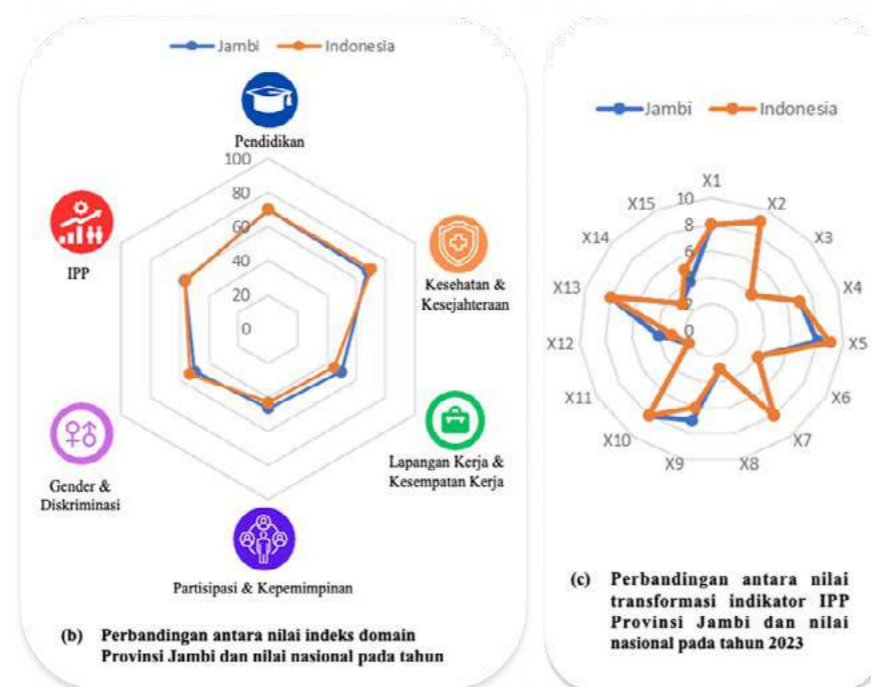 Jambi Indonesia
Pendidikan
100
80
60
40
20
0
IPP
Kesehatan &
Kesejahteraan
Gender &
Diskriminasi
Lapangan Kerja &
Kesempatan Kerja
Partisipasi & Kepemimpinan
(b) Perbandingan antara nilai indeks domain
Provinsi Jambi dan nilai nasional pada tahun
Jambi Indonesia
X1
X2
X3
X4
X5
X6
X7
X8
X9
X10
X11
X12
X13
X14
X15
10
8
6
2
0
(c) Perbandingan antara nilai
transformasi indikator IPP
Provinsi Jambi dan nilai
nasional pada tahun 2023